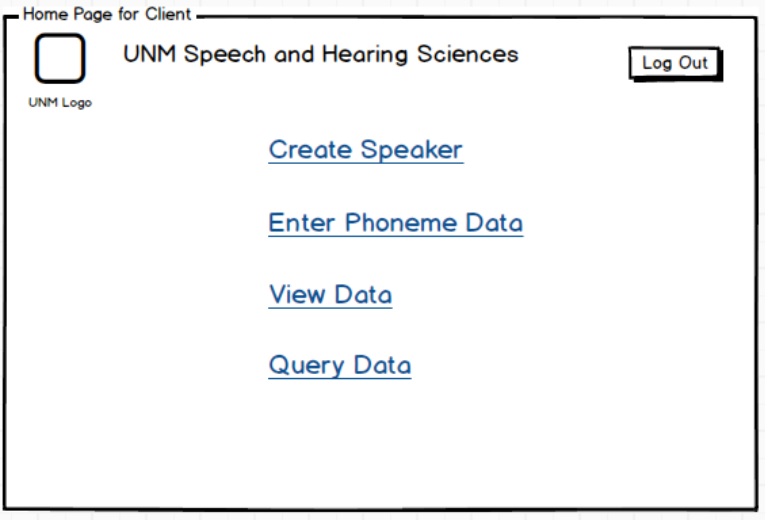 Home Page for Client
UNM Speech and Hearing Sciences
Log Out
UNM Logo
Create Speaker
Enter Phoneme Data
View Data
Query Data